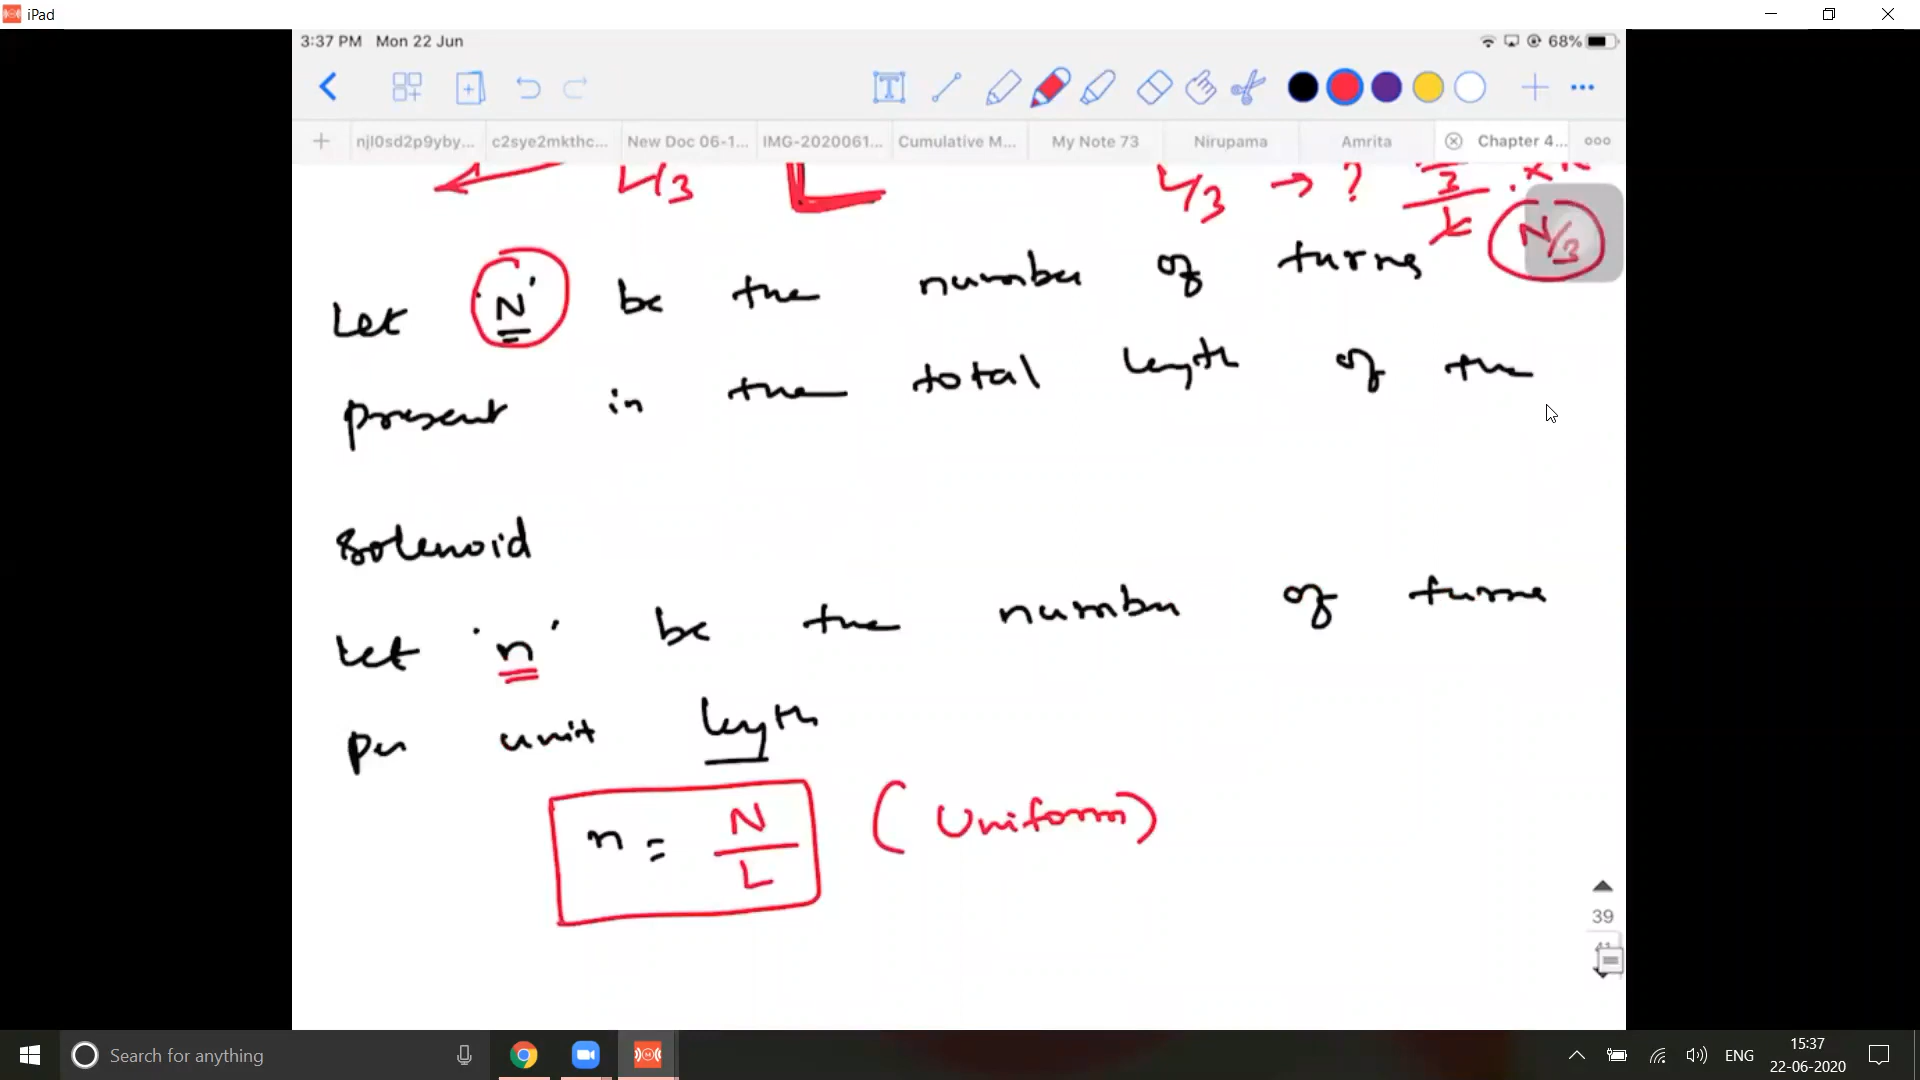 iPad
3:37 PM Mon 22 Jun
68%
njl0sd2p9yby... c2sye2mkthc... New Doc 06-1... IMG-2020061... Cumulative M... My Note 73 Nirupama Amrita Chapter 4...
L/3 L/3 → ?
N/3
Let 'N' be the number of turns
present in the total length of the
solenoid
Let 'n' be the number of turns
per unit length
n = N/L (Uniform)
39
41
Search for anything
ENG
15:37
22-06-2020